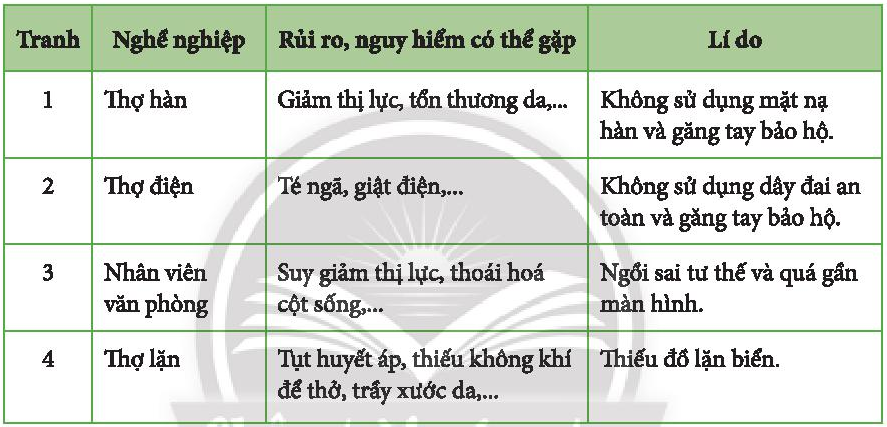 Tranh Nghề nghiệp Rủi ro, nguy hiểm có thể gặp Lí do
1 Thợ hàn Giảm thị lực, tổn thương da,... Không sử dụng mặt nạ
hàn và găng tay bảo hộ.
2 Thợ điện Té ngã, giật điện,... Không sử dụng dây đai an
toàn và găng tay bảo hộ.
3 Nhân viên Suy giảm thị lực, thoái hoá Ngồi sai tư thế và quá gần
văn phòng cột sống,... màn hình.
4 Thợ lặn Tụt huyết áp, thiếu không khí Thiếu đồ lặn biển.
để thở, trầy xước da,...